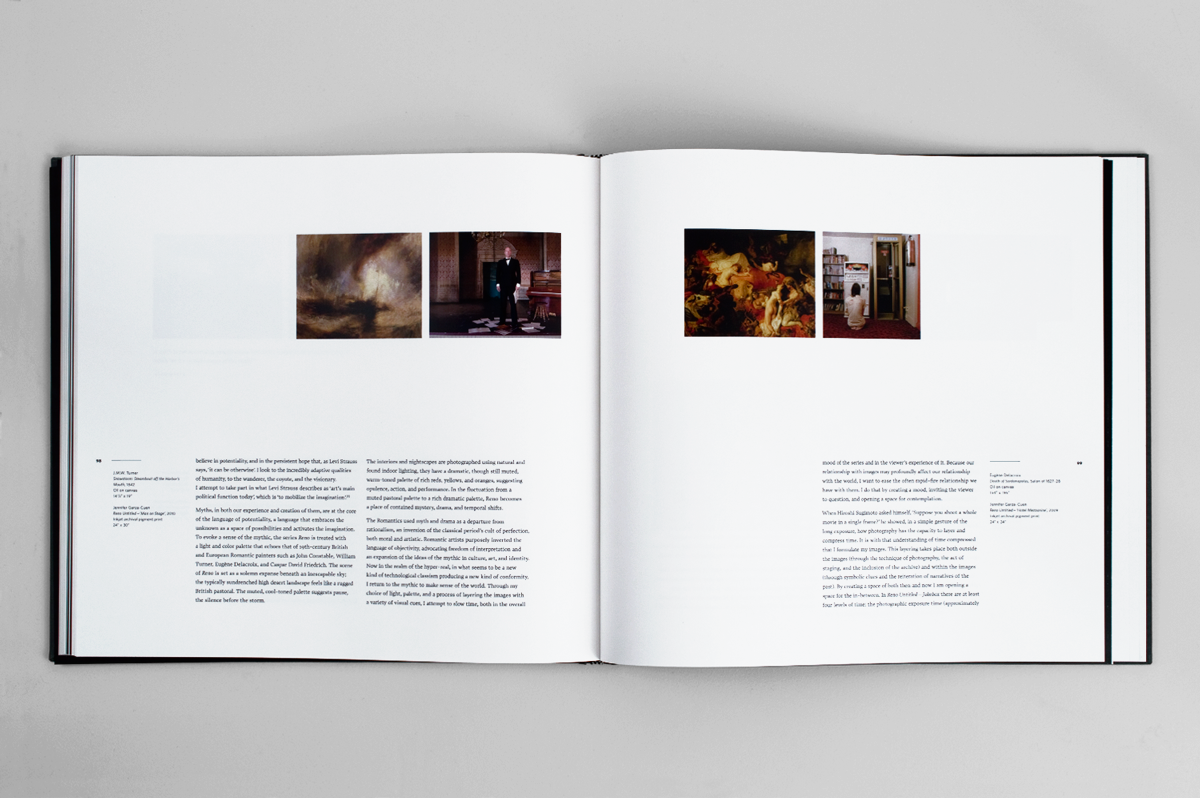 98
J.M.W. Turner
Snowstorm: Steamboat off the Harbor's
Mouth, 1842
Oil on canvas
Jennifer Garza-Cuen
Reno Untitled – Man on Stage, 2010
Inkjet archival pigment print
24" x 30"
believe in potentiality, and in the persistent hope that, as Levi Strauss
says, 'it can be otherwise'. I look to the incredibly adaptive qualities
of humanity, to the wanderer, the coyote, and the visionary.
I attempt to take part in what Levi Strauss describes as 'art's main
political function today', which is 'to mobilize the imagination!'
Myths, in both our experience and creation of them, are at the core
of the language of potentiality, a language that embraces the
unknown as a space of possibilities and activates the imagination.
To evoke a sense of the mythic, the series Reno is treated with
a light and color palette that echoes that of 19th-century British
and European Romantic painters such as John Constable, William
Turner, Eugène Delacroix, and Caspar David Friedrich. The scene
of Reno is set as a solemn expanse beneath an inescapable sky;
the typically sundrenched high desert landscape feels like a rugged
British pastoral. The muted, cool-toned palette suggests pause,
the silence before the storm.
The interiors and nightscapes are photographed using natural and
found indoor lighting, they have a dramatic, though still muted,
warm-toned palette of rich reds, yellows, and oranges, suggesting
opulence, action, and performance. In the fluctuation from a
muted pastoral palette to a rich dramatic palette, Reno becomes
a place of contained mystery, drama, and temporal shifts.
The Romantics used myth and drama as a departure from
rationalism, an invention of the classical period's cult of perfection,
both moral and artistic. Romantic artists purposely inverted the
language of objectivity, advocating freedom of interpretation and
an expansion of the ideas of the mythic in culture, art, and identity.
Now in the realm of the hyper-real, in what seems to be a new
kind of technological classicism producing a new kind of conformity,
I return to the mythic to make sense of the world. Through my
choice of light, palette, and a process of layering the images with
a variety of visual cues, I attempt to slow time, both in the overall
mood of the series and in the viewer's experience of it. Because our
relationship with images may profoundly affect our relationship
with the world, I want to ease the often rapid-fire relationship we
have with them. I do that by creating a mood, inviting the viewer
to question, and opening a space for contemplation.
When Hiroshi Sugimoto asked himself, 'Suppose you shoot a whole
movie in a single frame?' he showed, in a simple gesture of the
long exposure, how photography has the capacity to layer and
compress time. It is with that understanding of time compressed
that I formulate my images. This layering takes place both outside
the images (through the technique of photography, the act of
staging, and the inclusion of the archive) and within the images
(through symbolic clues and the reinvention of narratives of the
past). By creating a space of both then and now I am opening a
space for the in-between. In Reno Untitled – Jukebox there are at least
four levels of time: the photographic exposure time (approximately
99
Eugène Delacroix
Death of Sardanapalus, 1827-28
Oil on canvas
Jennifer Garza-Cuen
Reno Untitled –
Inkjet archival pigment print
24" x 24"